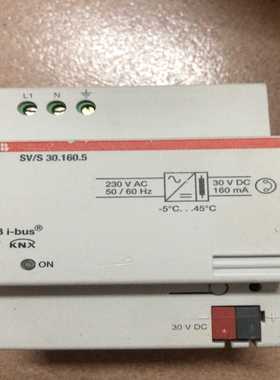 L1 N
SV/S 30.160.5
230 V AC
50 / 60 Hz
30 V DC
160 mA
-5°C. . .45°C
i-bus®
KNX
ON
30 V DC